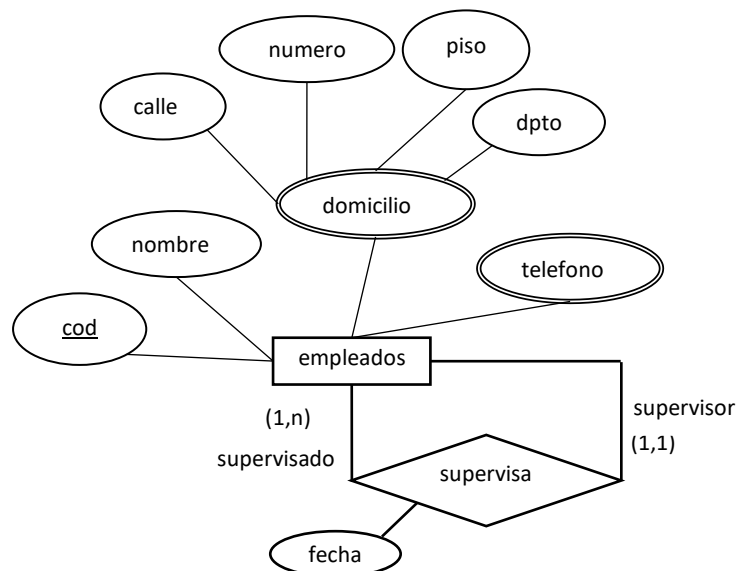 numero
piso
calle
dpto
domicilio
nombre
telefono
cod
empleados
(1,n)
supervisor
(1,1)
supervisado
supervisa
fecha